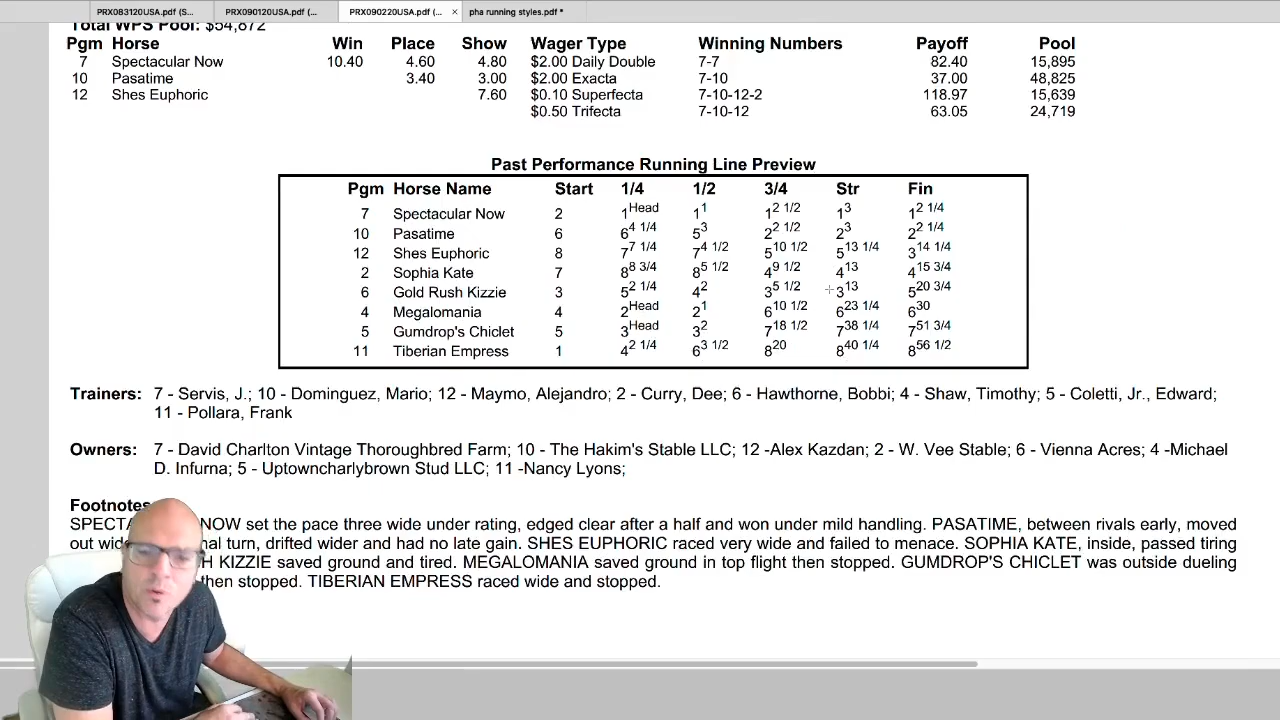 PRX083120USA.pdf (S... PRX090120USA.pdf (... PRX090220USA.pdf (... × pha running styles.pdf *
Total WPS Pool: $54,872
Pgm Horse Win Place Show Wager Type Winning Numbers Payoff Pool
7 Spectacular Now 10.40 4.60 4.80 $2.00 Daily Double 7-7 82.40 15,895
10 Pasatime 3.40 3.00 $2.00 Exacta 7-10 37.00 48,825
12 Shes Euphoric 7.60 $0.10 Superfecta 7-10-12-2 118.97 15,639
$0.50 Trifecta 7-10-12 63.05 24,719
Past Performance Running Line Preview
Pgm Horse Name Start 1/4 1/2 3/4 Str Fin
7 Spectacular Now 2 1Head 11 12 1/2 13 12 1/4
10 Pasatime 6 64 1/4 53 22 1/2 23 22 1/4
12 Shes Euphoric 8 77 1/4 74 1/2 510 1/2 513 1/4 314 1/4
2 Sophia Kate 7 88 3/4 85 1/2 49 1/2 413 415 3/4
6 Gold Rush Kizzie 3 52 1/4 42 35 1/2 313 520 3/4
4 Megalomania 4 2Head 21 610 1/2 623 1/4 630
5 Gumdrop's Chiclet 5 3Head 32 718 1/2 738 1/4 751 3/4
11 Tiberian Empress 1 42 1/4 63 1/2 820 840 1/4 856 1/2
Trainers: 7 - Servis, J.; 10 - Dominguez, Mario; 12 - Maymo, Alejandro; 2 - Curry, Dee; 6 - Hawthorne, Bobbi; 4 - Shaw, Timothy; 5 - Coletti, Jr., Edward;
11 - Pollara, Frank
Owners: 7 - David Charlton Vintage Thoroughbred Farm; 10 - The Hakim's Stable LLC; 12 -Alex Kazdan; 2 - W. Vee Stable; 6 - Vienna Acres; 4 -Michael
D. Infurna; 5 - Uptowncharlybrown Stud LLC; 11 -Nancy Lyons;
Footnotes
SPECTA NOW set the pace three wide under rating, edged clear after a half and won under mild handling. PASATIME, between rivals early, moved
out wide nal turn, drifted wider and had no late gain. SHES EUPHORIC raced very wide and failed to menace. SOPHIA KATE, inside, passed tiring
H KIZZIE saved ground and tired. MEGALOMANIA saved ground in top flight then stopped. GUMDROP'S CHICLET was outside dueling
then stopped. TIBERIAN EMPRESS raced wide and stopped.